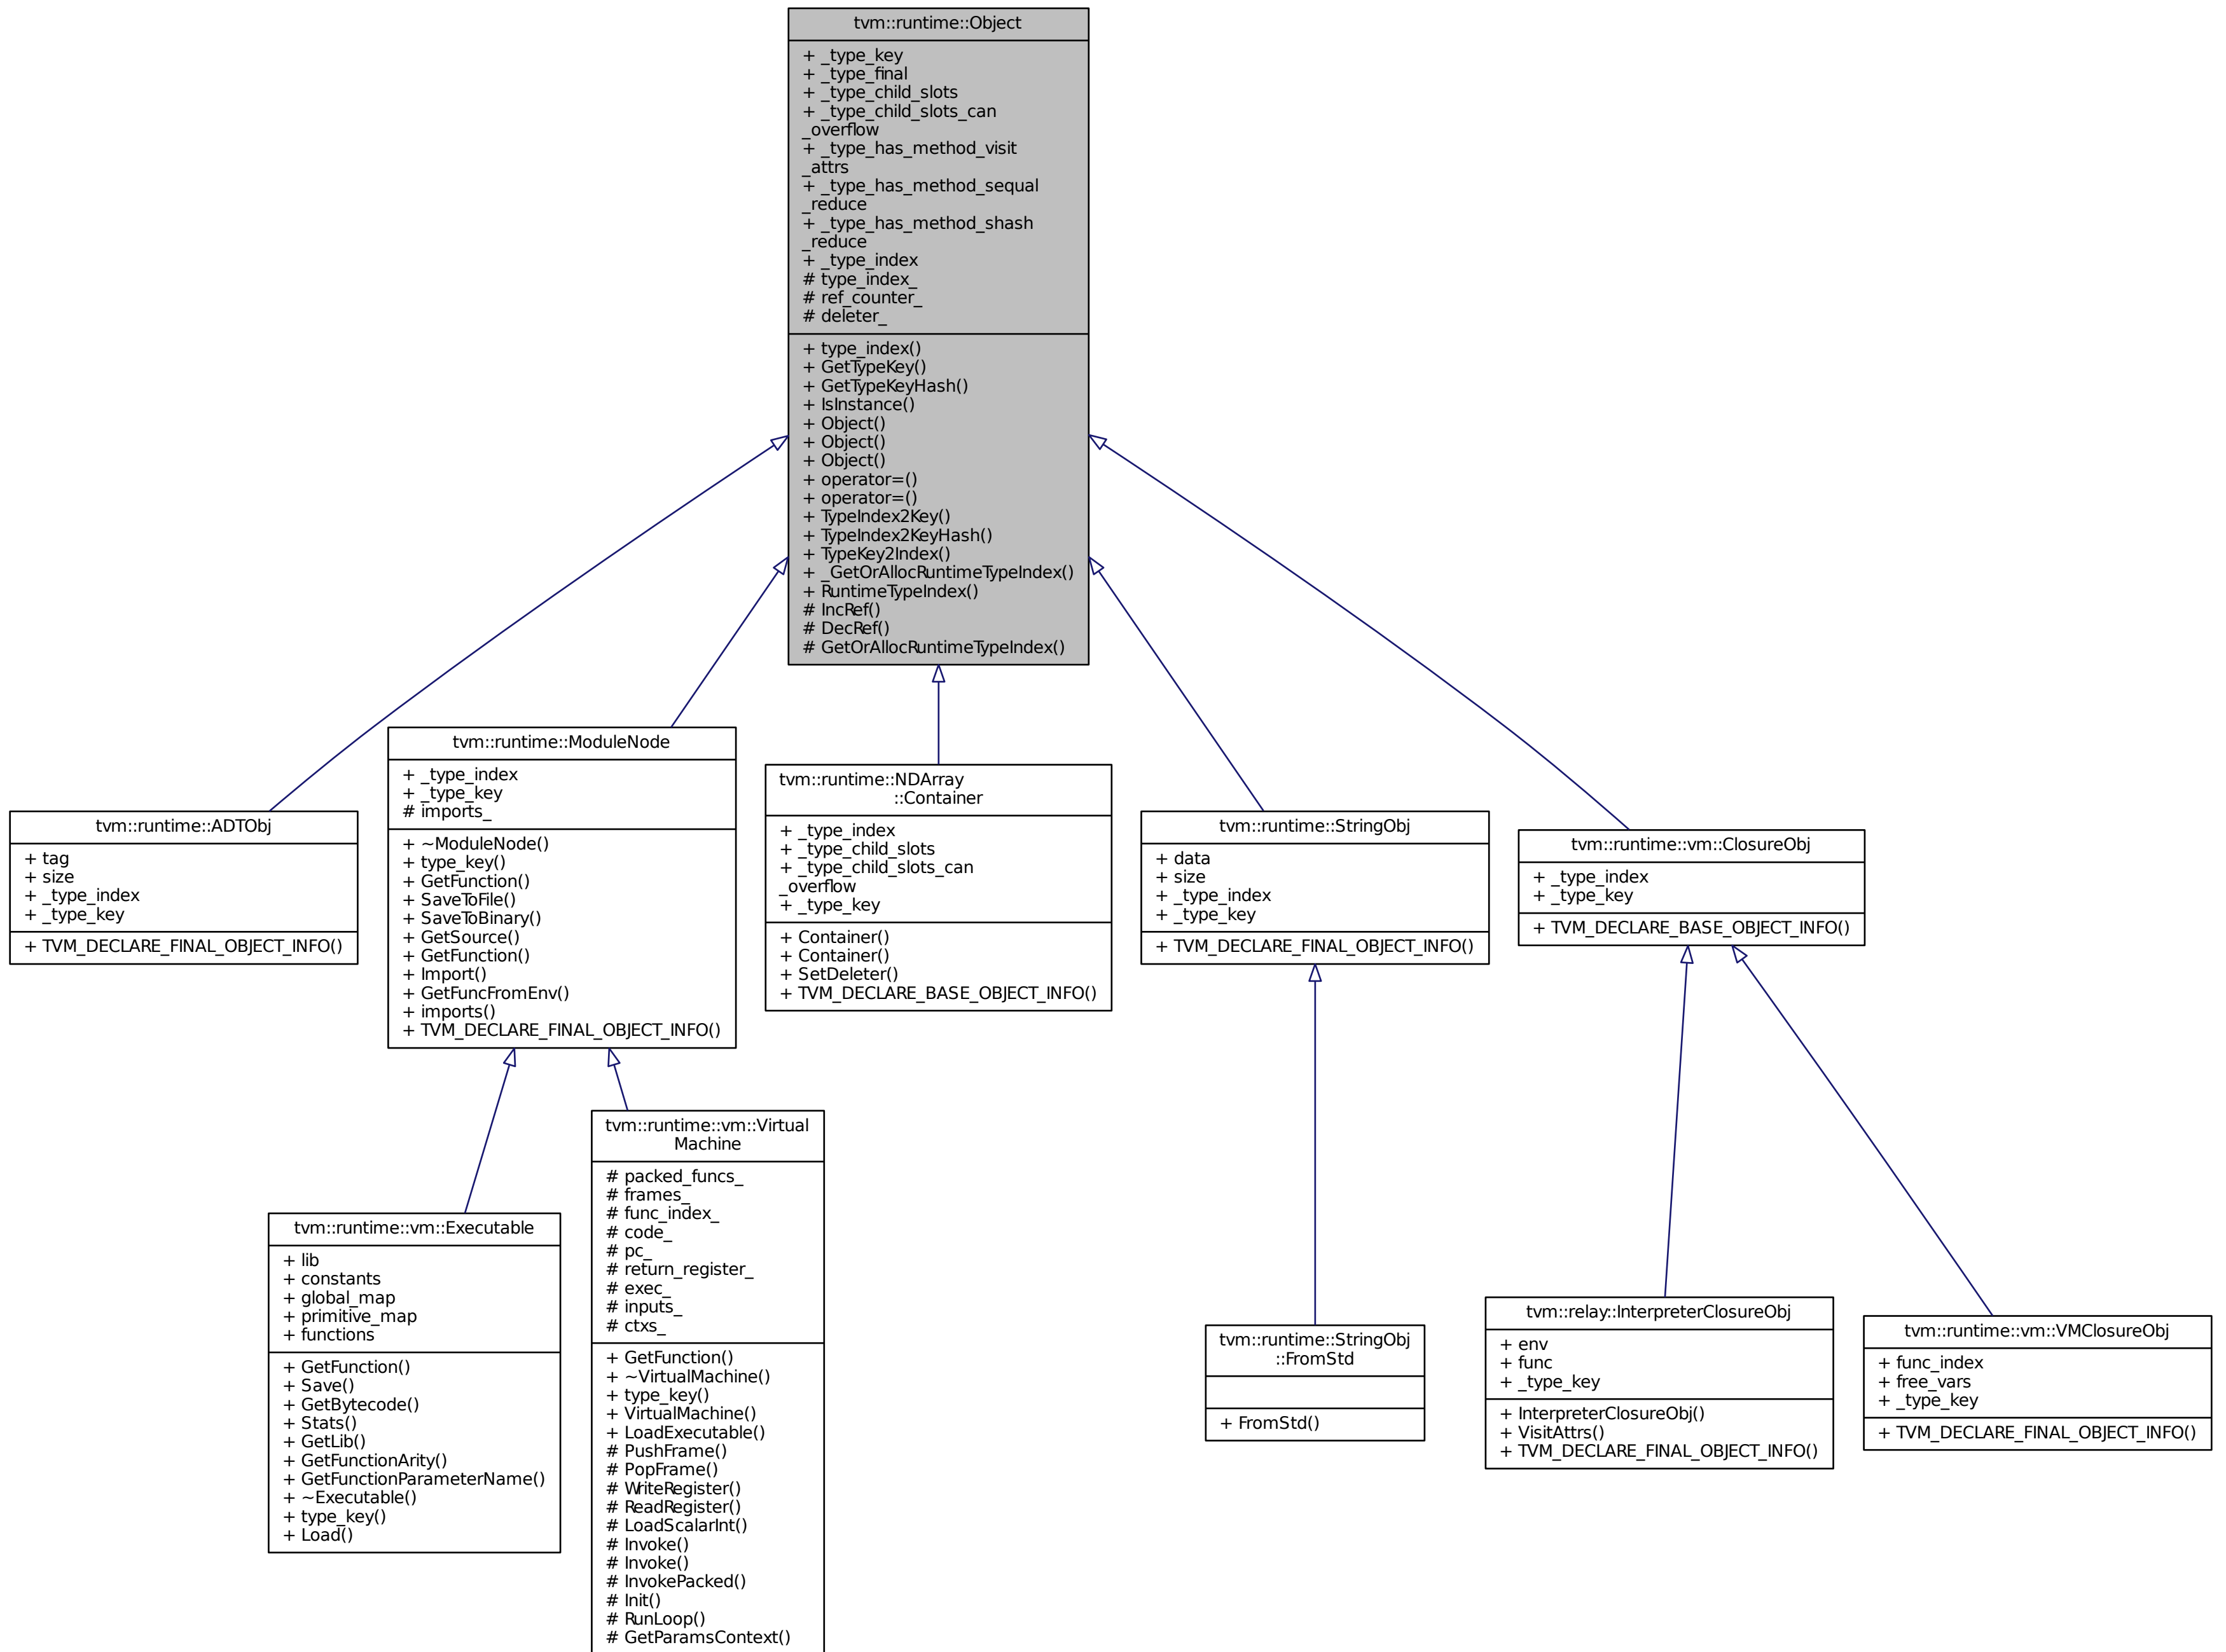 tvm::runtime::Object
+ _type_key
+ _type_final
+ _type_child_slots
+ _type_child_slots_can
_overflow
+ _type_has_method_visit
_attrs
+ _type_has_method_sequal
_reduce
+ _type_has_method_shash
_reduce
+ _type_index
# type_index_
# ref_counter_
# deleter_
+ type_index()
+ GetTypeKey()
+ GetTypeKeyHash()
+ IsInstance()
+ Object()
+ Object()
+ Object()
+ operator=()
+ operator=()
+ TypeIndex2Key()
+ TypeIndex2KeyHash()
+ TypeKey2Index()
+ _GetOrAllocRuntimeTypeIndex()
+ RuntimeTypeIndex()
# IncRef()
# DecRef()
# GetOrAllocRuntimeTypeIndex()
tvm::runtime::ADTObj
+ tag
+ size
+ _type_index
+ _type_key
+ TVM_DECLARE_FINAL_OBJECT_INFO()
tvm::runtime::ModuleNode
+ _type_index
+ _type_key
# imports_
+ ~ModuleNode()
+ type_key()
+ GetFunction()
+ SaveToFile()
+ SaveToBinary()
+ GetSource()
+ GetFunction()
+ Import()
+ GetFuncFromEnv()
+ imports()
+ TVM_DECLARE_FINAL_OBJECT_INFO()
tvm::runtime::NDArray
::Container
+ _type_index
+ _type_child_slots
+ _type_child_slots_can
_overflow
+ _type_key
+ Container()
+ Container()
+ SetDeleter()
+ TVM_DECLARE_BASE_OBJECT_INFO()
tvm::runtime::StringObj
+ data
+ size
+ _type_index
+ _type_key
+ TVM_DECLARE_FINAL_OBJECT_INFO()
tvm::runtime::vm::ClosureObj
+ _type_index
+ _type_key
+ TVM_DECLARE_BASE_OBJECT_INFO()
tvm::runtime::vm::Executable
+ lib
+ constants
+ global_map
+ primitive_map
+ functions
+ GetFunction()
+ Save()
+ GetBytecode()
+ Stats()
+ GetLib()
+ GetFunctionArity()
+ GetFunctionParameterName()
+ ~Executable()
+ type_key()
+ Load()
tvm::runtime::vm::Virtual
Machine
# packed_funcs_
# frames_
# func_index_
# code_
# pc_
# return_register_
# exec_
# inputs_
# ctxs_
+ GetFunction()
+ ~VirtualMachine()
+ type_key()
+ VirtualMachine()
+ LoadExecutable()
# PushFrame()
# PopFrame()
# WriteRegister()
# ReadRegister()
# LoadScalarInt()
# Invoke()
# Invoke()
# InvokePacked()
# Init()
# RunLoop()
# GetParamsContext()
tvm::runtime::StringObj
::FromStd
+ FromStd()
tvm::relay::InterpreterClosureObj
+ env
+ func
+ _type_key
+ InterpreterClosureObj()
+ VisitAttrs()
+ TVM_DECLARE_FINAL_OBJECT_INFO()
tvm::runtime::vm::VMClosureObj
+ func_index
+ free_vars
+ _type_key
+ TVM_DECLARE_FINAL_OBJECT_INFO()